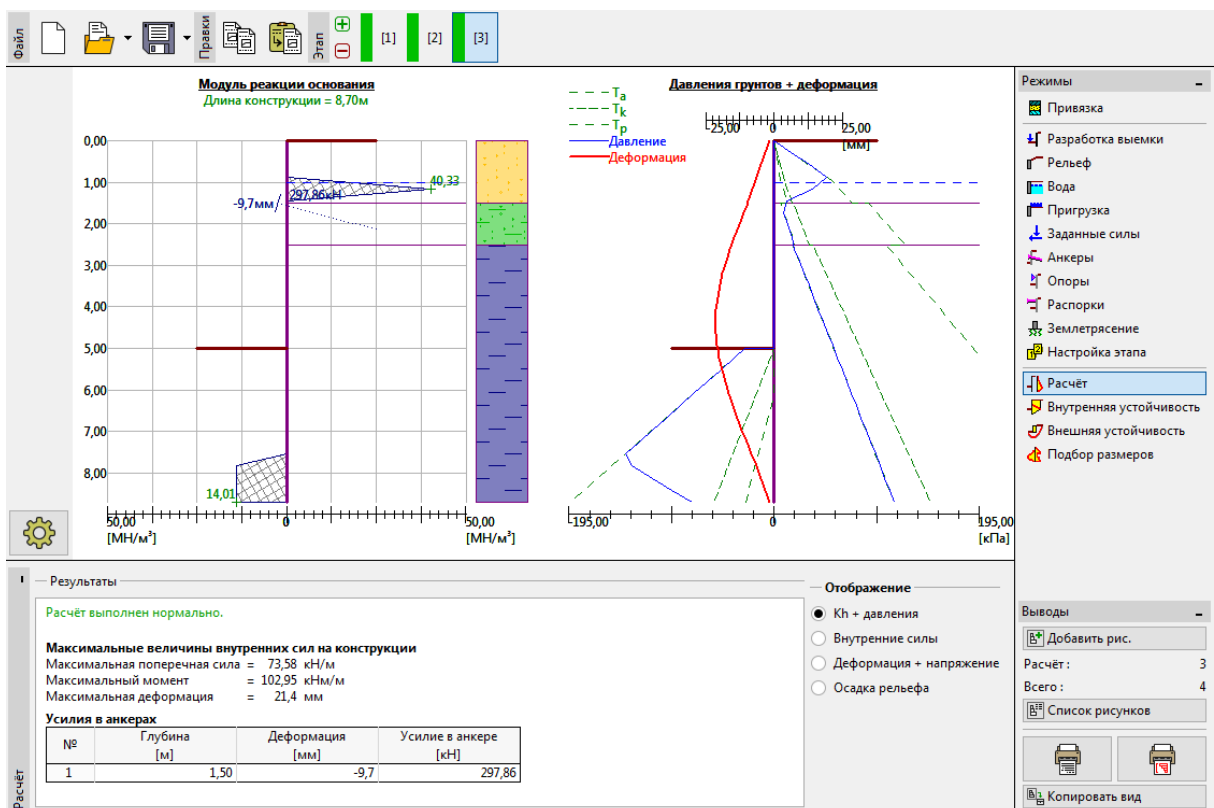 Файл
Правки
Этап
[1]
[2]
[3]
Модуль реакции основания
Длина конструкции = 8,70м
0,00
1,00
2,00
3,00
4,00
5,00
6,00
7,00
8,00
40,33
297,86кН
-9,7мм
14,01
50,00
0
50,00
[МН/м³]
[МН/м³]
Давления грунтов + деформация
Ta
Tk
Tp
Давление
Деформация
-25,00
0
25,00
[мм]
-195,00
0
195,00
[кПа]
Режимы
Привязка
Разработка выемки
Рельеф
Вода
Пригрузка
Заданные силы
Анкеры
Опоры
Распорки
Землетрясение
Настройка этапа
Расчёт
Внутренняя устойчивость
Внешняя устойчивость
Подбор размеров
Расчёт
Результаты
Расчёт выполнен нормально.
Максимальные величины внутренних сил на конструкции
Максимальная поперечная сила = 73,58 кН/м
Максимальный момент = 102,95 кНм/м
Максимальная деформация = 21,4 мм
Усилия в анкерах
№ Глубина Деформация Усилие в анкере
[м] [мм] [кН]
1 1,50 -9,7 297,86
Отображение
Kh + давления
Внутренние силы
Деформация + напряжение
Осадка рельефа
Выводы
Добавить рис.
Расчёт : 3
Всего : 4
Список рисунков
Копировать вид